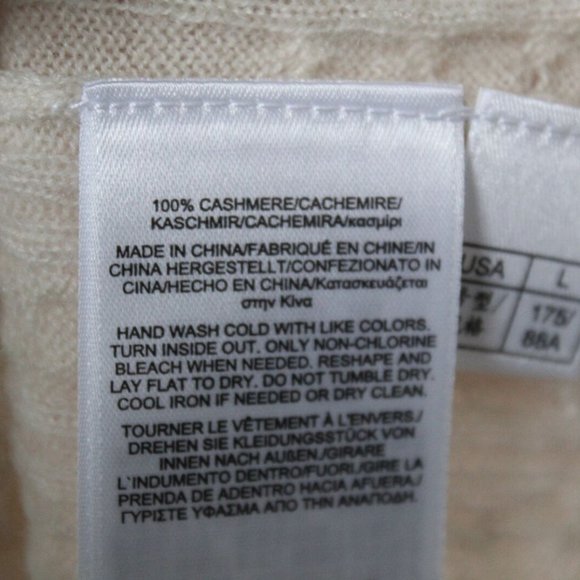 100% CASHMERE/CACHEMIRE/
KASCHMIR/CACHEMIRA/κασμίρι
MADE IN CHINA/FABRIQUÉ EN CHINE/IN
CHINA HERGESTELLT/CONFEZIONATO IN
CINA/HECHO EN CHINA/Κατασκευάζεται
στην Κίνα
HAND WASH COLD WITH LIKE COLORS.
TURN INSIDE OUT. ONLY NON-CHLORINE
BLEACH WHEN NEEDED. RESHAPE AND
LAY FLAT TO DRY. DO NOT TUMBLE DRY.
COOL IRON IF NEEDED OR DRY CLEAN.
TOURNER LE VÊTEMENT À L'ENVERS/
DREHEN SIE KLEIDUNGSSTÜCK VON
INNEN NACH AUßEN/GIRARE
L`INDUMENTO DENTRO/FUORI./GIRE LA
PRENDA DE ADENTRO HACIA AFUERA/
ΓΥΡΙΣΤΕ ΥΦΑΣΜΑ ΑΠΟ ΤΗΝ ΑΝΑΠΟΔΗ.
USA L
型/ 175/
格 88A